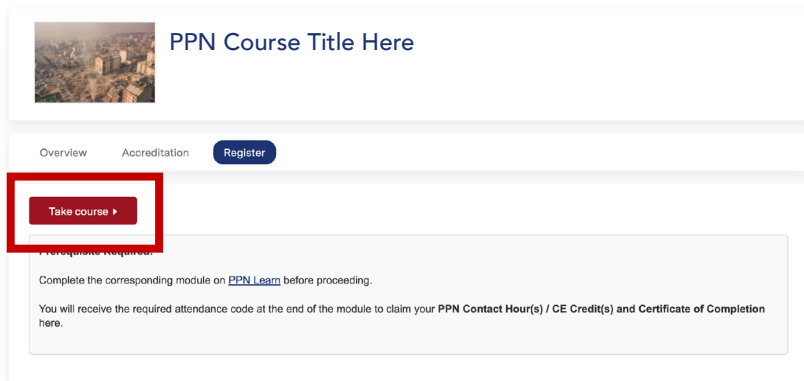 PPN Course Title Here
Overview Accreditation Register
Take course
Prerequisite Required:
Complete the corresponding module on PPN Learn before proceeding.
You will receive the required attendance code at the end of the module to claim your PPN Contact Hour(s) / CE Credit(s) and Certificate of Completion
here.